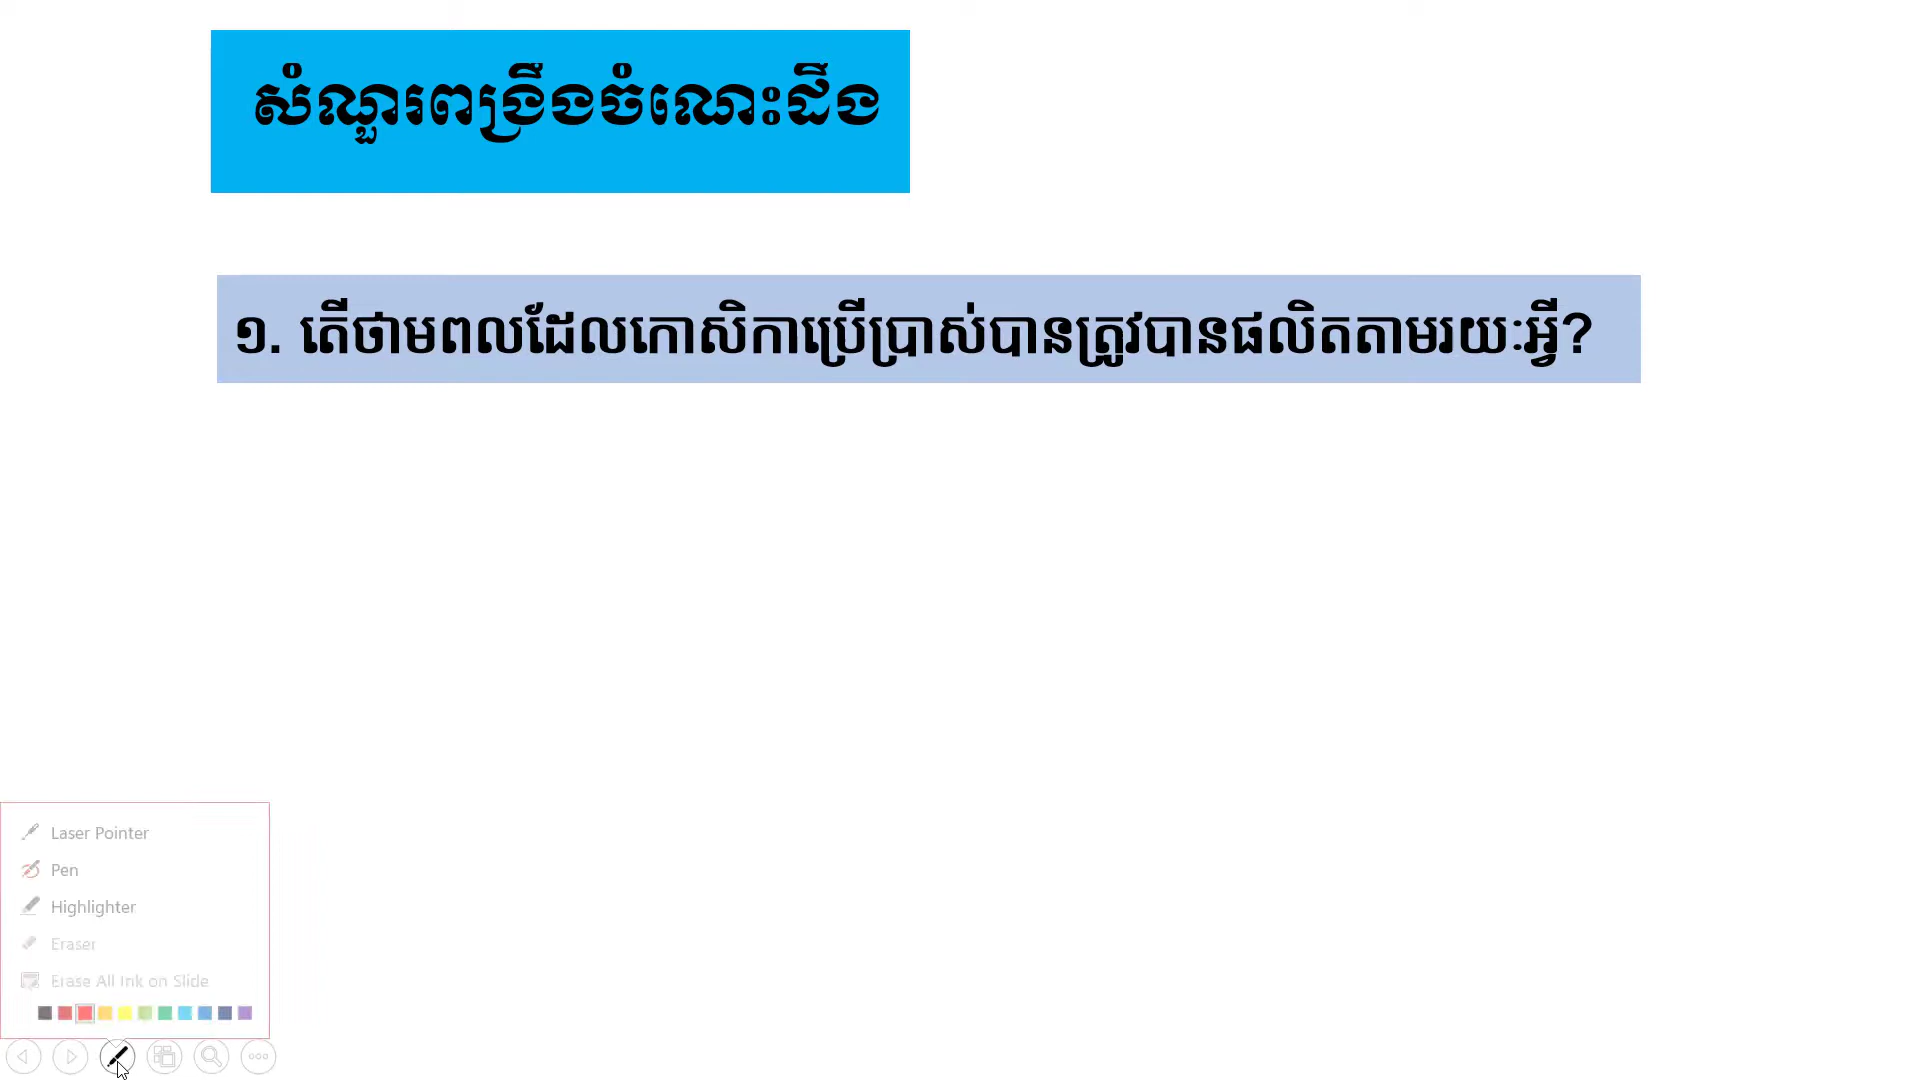 សំណួរពង្រឹងចំណេះដឹង
១. តើថាមពលដែលកោសិកាប្រើប្រាស់បានត្រូវបានផលិតតាមរយៈអ្វី?
Laser Pointer
Pen
Highlighter
Eraser
Erase All Ink on Slide